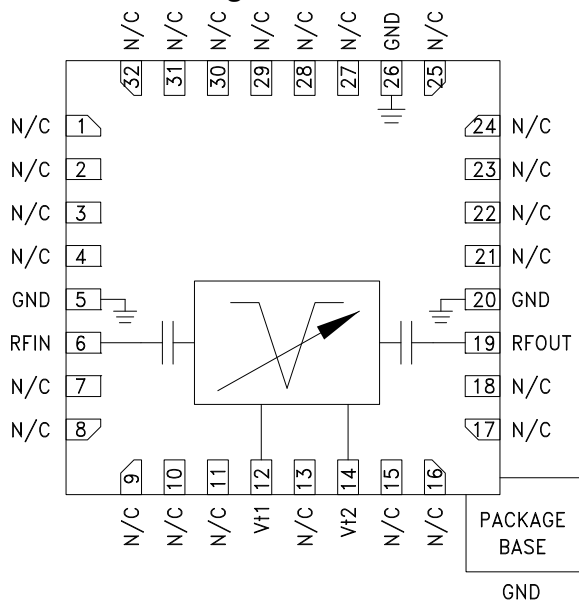 N/C N/C N/C N/C N/C N/C GND N/C
32 31 30 29 28 27 26 25
N/C 1
N/C 2
N/C 3
N/C 4
GND 5
RFIN 6
N/C 7
N/C 8
24 N/C
23 N/C
22 N/C
21 N/C
20 GND
19 RFOUT
18 N/C
17 N/C
9 10 11 12 13 14 15 16
N/C N/C N/C Vt1 N/C Vt2 N/C N/C
PACKAGE
BASE
GND